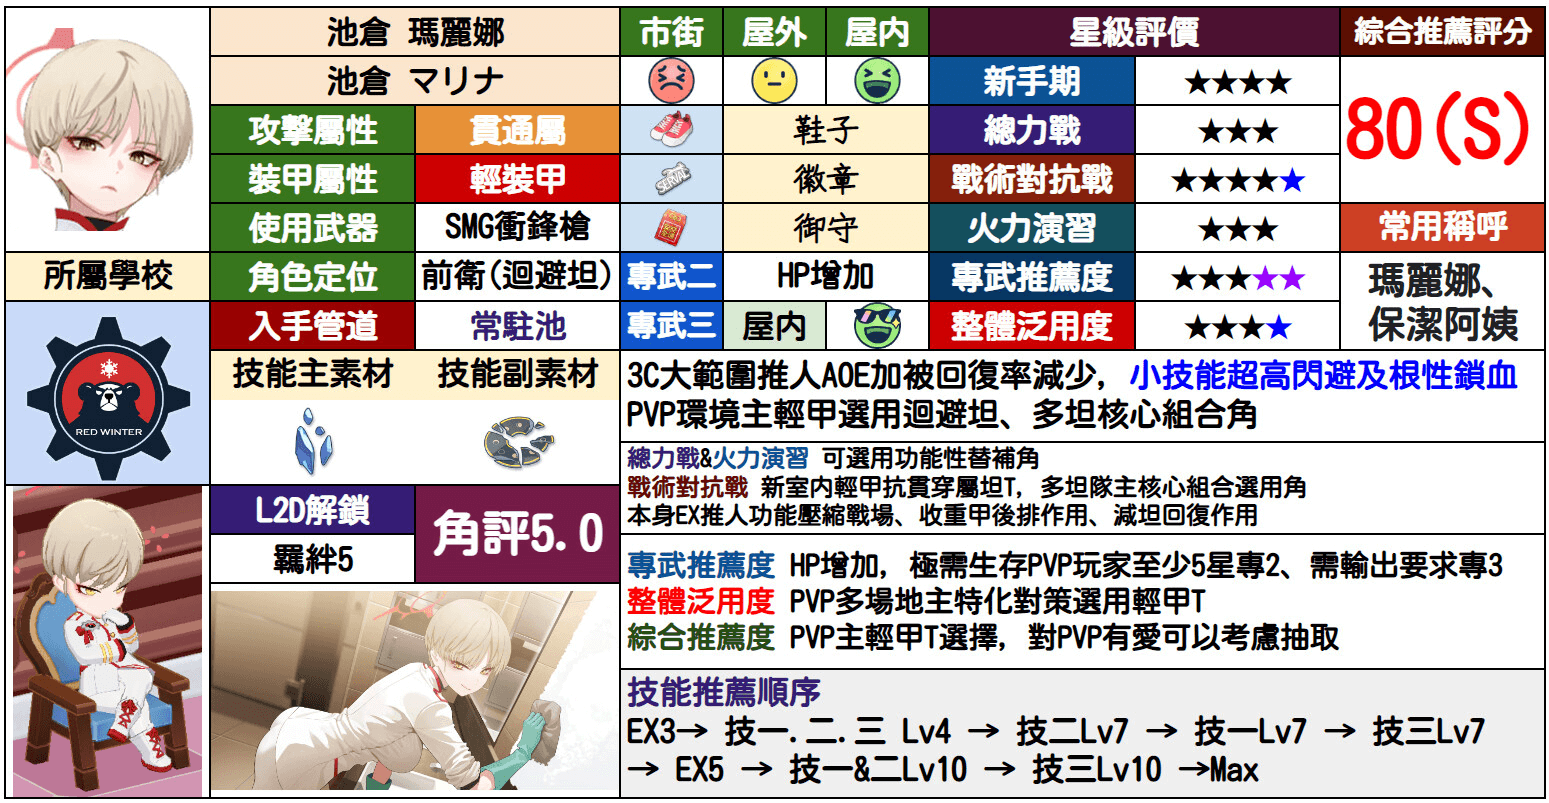 池倉 瑪麗娜
市街 屋外 屋内
星級評價
綜合推薦評分
池倉 マリナ
新手期 ★★★★
80(S)
攻擊屬性 貫通屬
鞋子
總力戰 ★★★
裝甲屬性 輕裝甲
SERVAL
徽章
戰術對抗戰 ★★★★★
使用武器 SMG衝鋒槍
御守
火力演習 ★★★
常用稱呼
所屬學校
角色定位 前衛(迴避坦)
專武二 HP增加
專武推薦度 ★★★★★
瑪麗娜、
保潔阿姨
入手管道 常駐池
專武三 屋内
整體泛用度 ★★★★
RED WINTER
技能主素材 技能副素材
3C大範圍推人AOE加被回復率減少, 小技能超高閃避及根性鎖血
PVP環境主輕甲選用迴避坦、多坦核心組合角
總力戰&火力演習 可選用功能性替補角
戰術對抗戰 新室内輕甲抗貫穿屬坦T, 多坦隊主核心組合選用角
本身EX推人功能壓縮戰場、收重甲後排作用、減坦回復作用
L2D解鎖
羈絆5
角評5.0
專武推薦度 HP增加, 極需生存PVP玩家至少5星專2、需輸出要求專3
整體泛用度 PVP多場地主特化對策選用輕甲T
綜合推薦度 PVP主輕甲T選擇, 對PVP有愛可以考慮抽取
技能推薦順序
EX3→ 技一.二.三 Lv4 → 技二Lv7 → 技一Lv7 → 技三Lv7
→ EX5 → 技一&二Lv10 → 技三Lv10 →Max